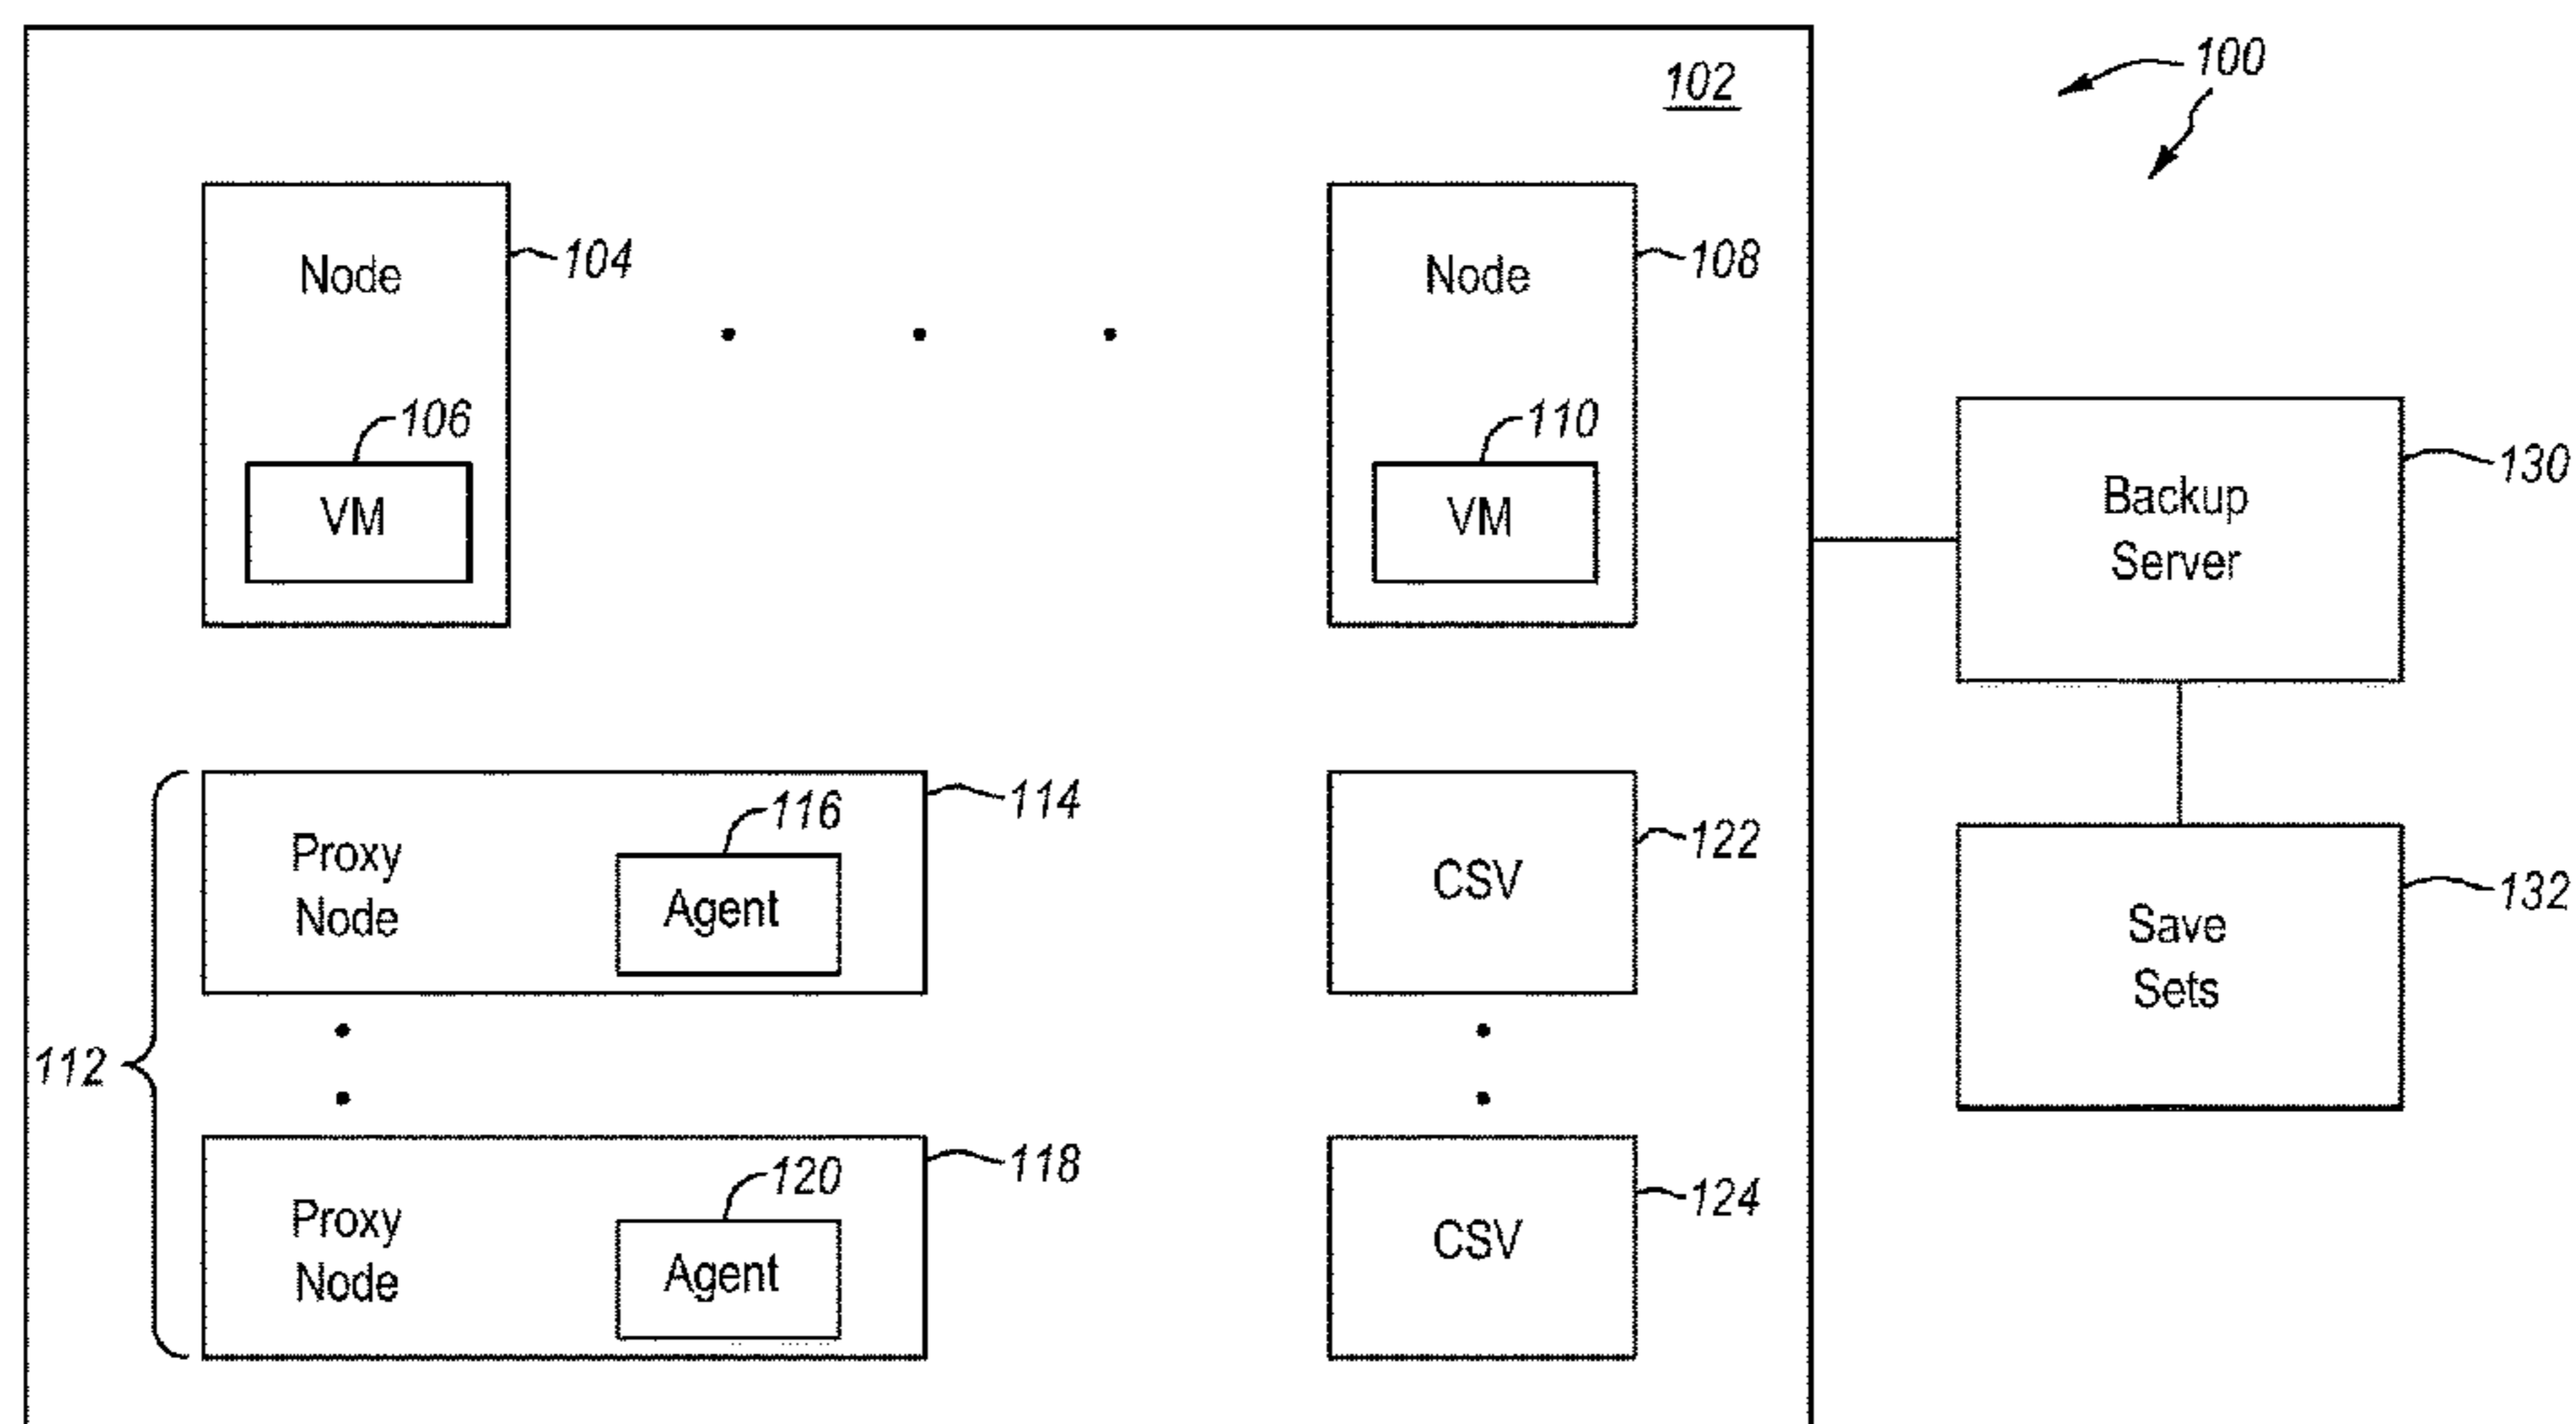 100
102
Node
104
Node
108
106
VM
110
VM
Backup
Server
130
Proxy
Node
116
Agent
114
CSV
122
Save
Sets
132
112
Proxy
Node
120
Agent
118
CSV
124